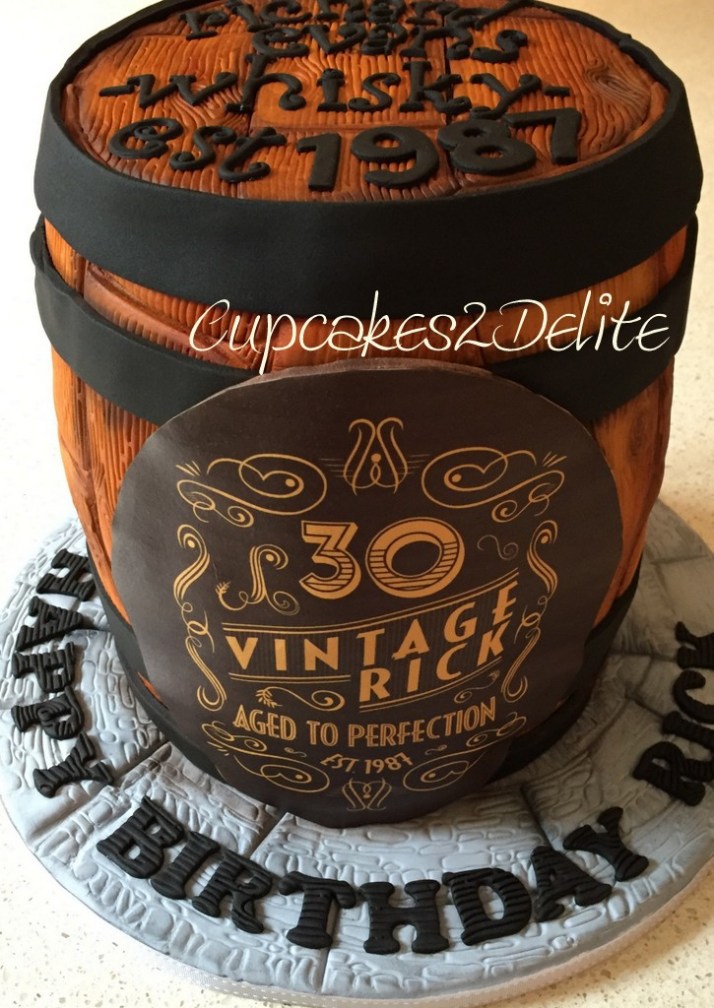 richard
evans
-whisky-
est 1987
Cupcakes2Delite
30
VINTAGE
RICK
AGED TO PERFECTION
EST. 1987
HAPPY BIRTHDAY RICK